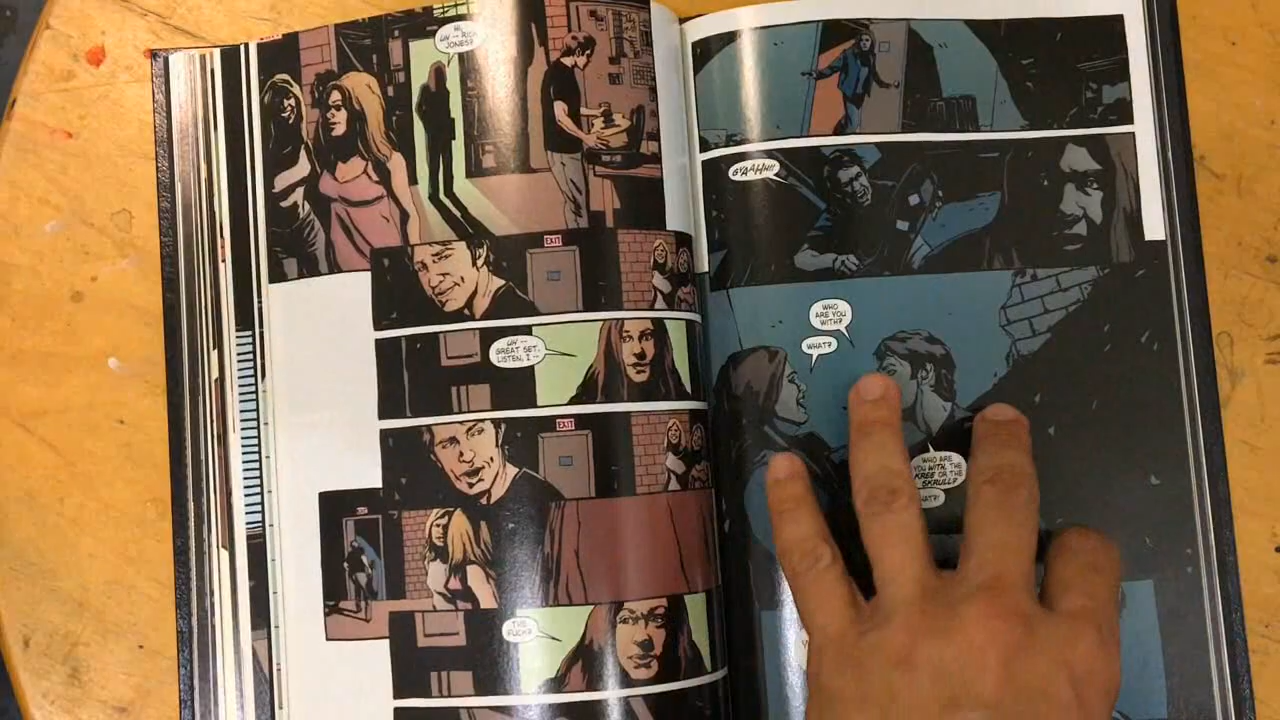 HI,
UH -- RICK
JONES?
EXIT
UH --
GREAT SET.
LISTEN, I --
EXIT
THE
FUCK?
GYAAHH!!
WHO
ARE YOU
WITH?
WHAT?
WHO ARE
YOU WITH, THE
KREE OR THE
SKRULL?